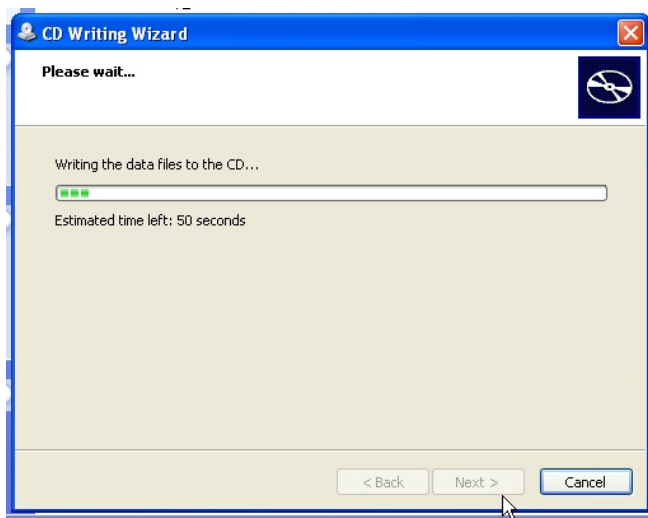 CD Writing Wizard
Please wait...
Writing the data files to the CD...
Estimated time left: 50 seconds
< Back Next > Cancel